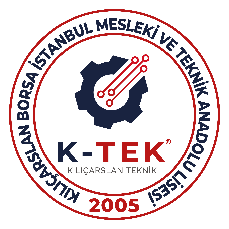 KILIÇARSLAN BORSA İSTANBUL MESLEKİ VE TEKNİK ANADOLU LİSESİ
K-TEK®
KILIÇARSLAN TEKNİK
2005